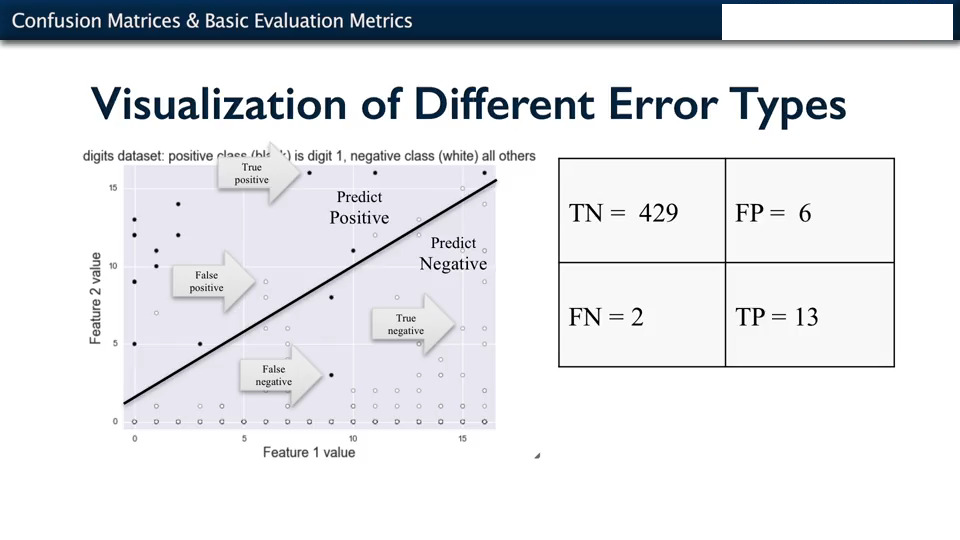 Confusion Matrices & Basic Evaluation Metrics
Visualization of Different Error Types
digits dataset: positive class (black) is digit 1, negative class (white) all others
True
positive
Predict
Positive
Predict
Negative
False
positive
True
negative
False
negative
15
10
5
0
Feature 2 value
0
5
10
15
Feature 1 value
TN = 429
FP = 6
FN = 2
TP = 13